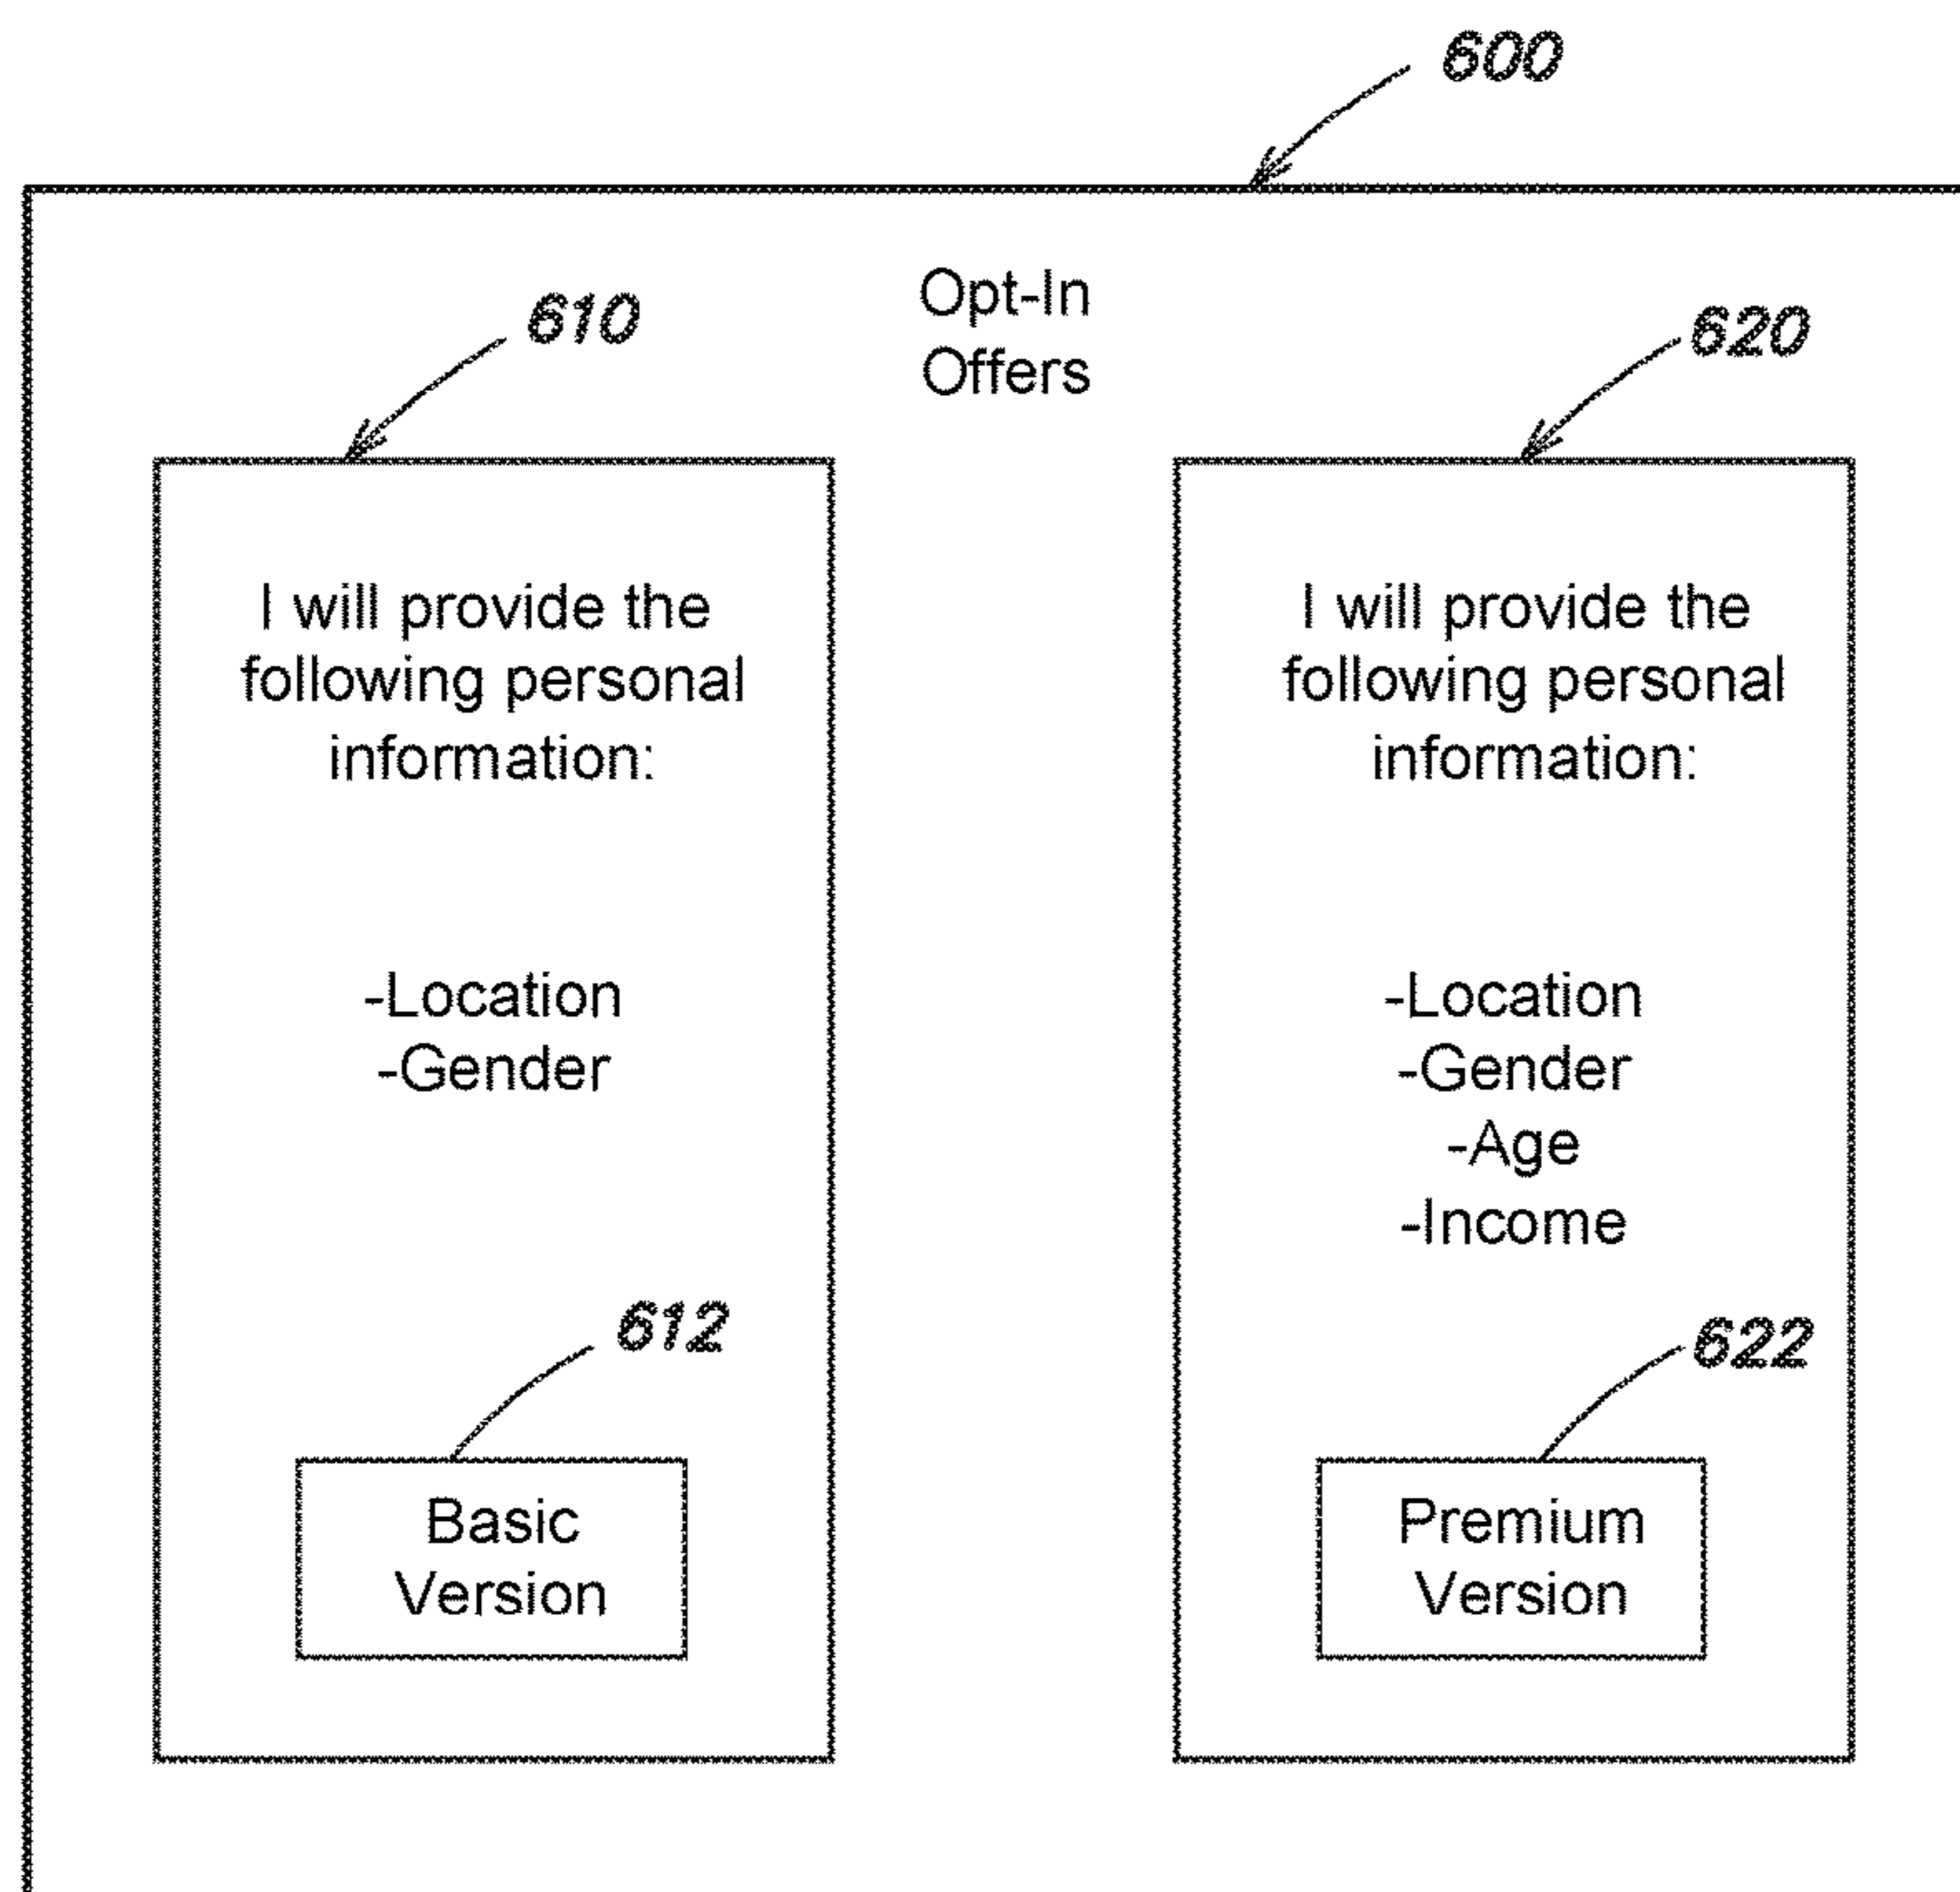 600
Opt-In
Offers
610
I will provide the
following personal
information:
-Location
-Gender
612
Basic
Version
620
I will provide the
following personal
information:
-Location
-Gender
-Age
-Income
622
Premium
Version